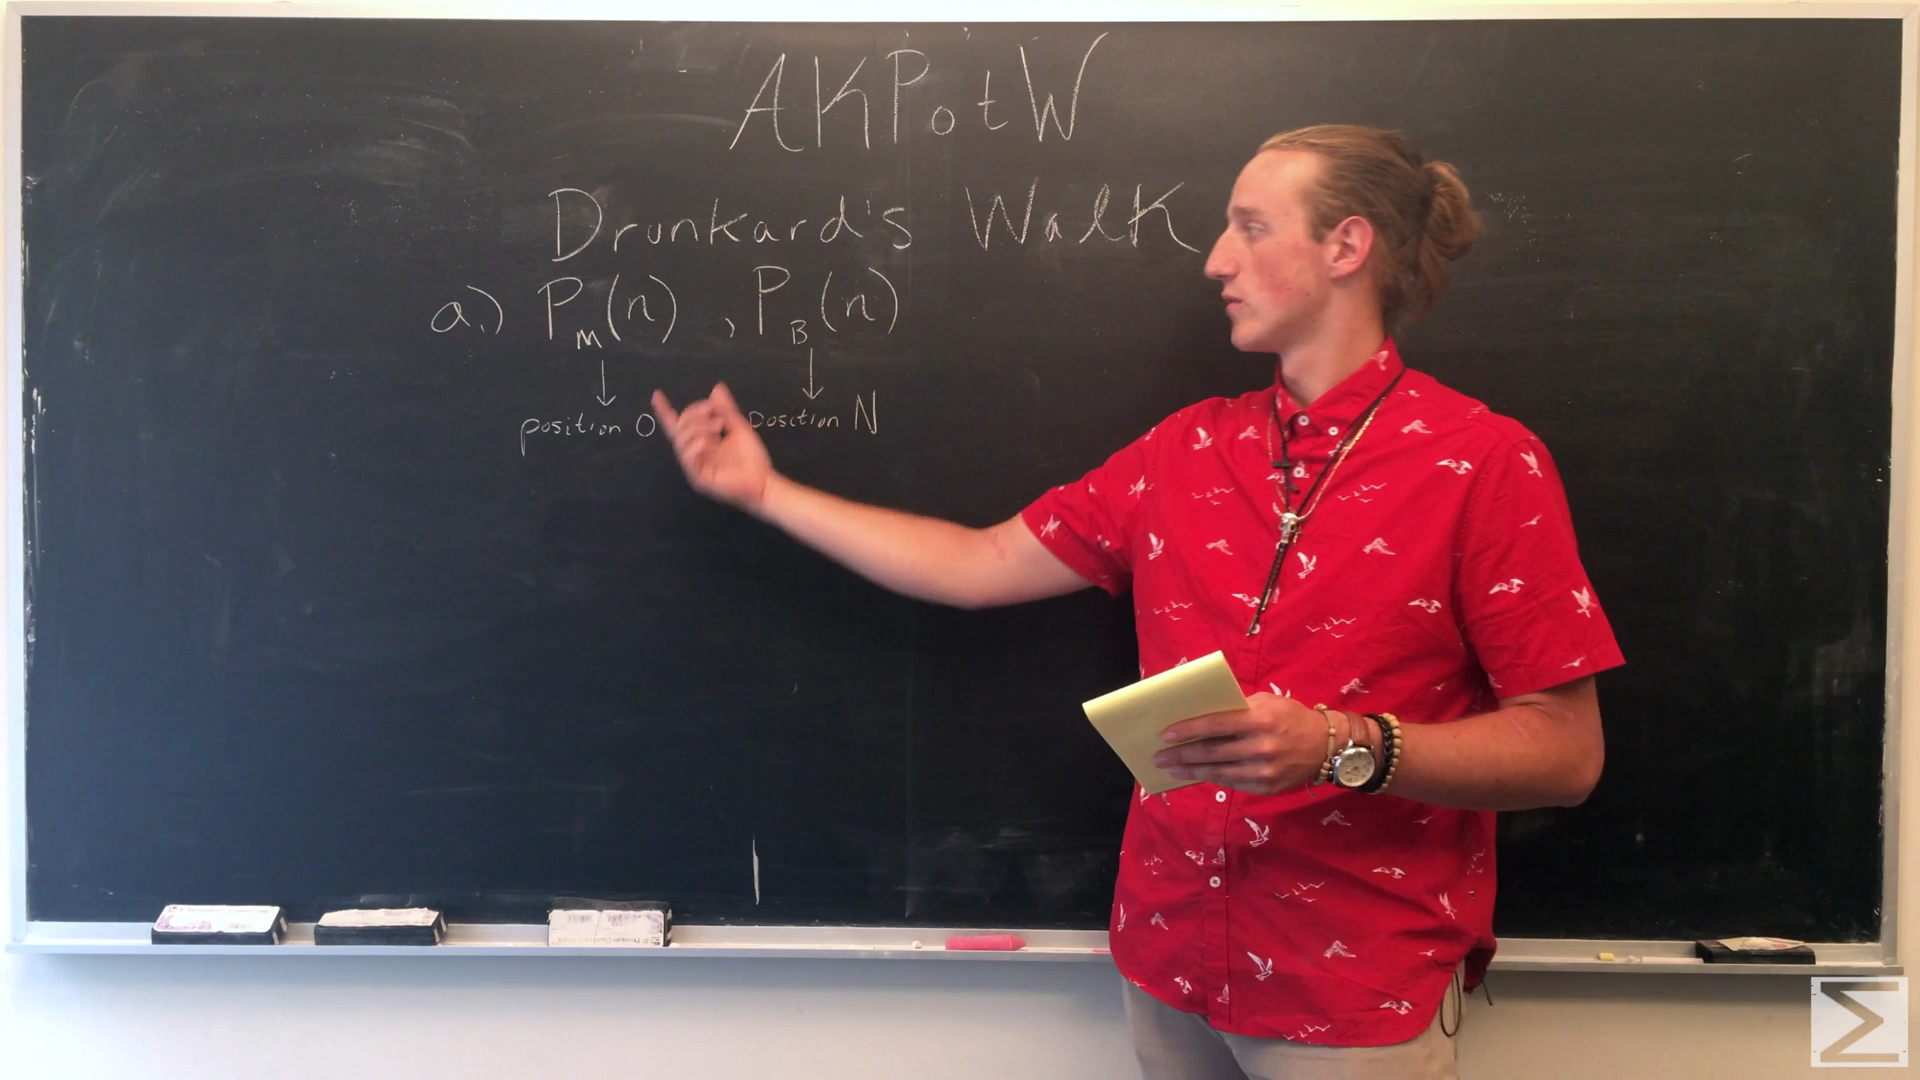 AKPotW
Drunkard's Walk
a.) P_M(n) , P_B(n)
↓ ↓
position 0 position N
Σ